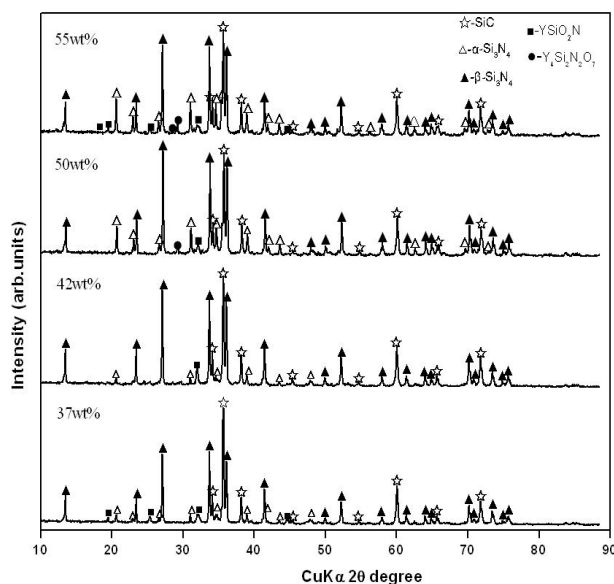 55wt%
☆-SiC
△-α-Si₃N₄
▲-β-Si₃N₄
■-YSiO₂N
●-Y₄Si₂N₂O₇
50wt%
42wt%
37wt%
Intensity (arb.units)
10 20 30 40 50 60 70 80 90
CuKα 2θ degree